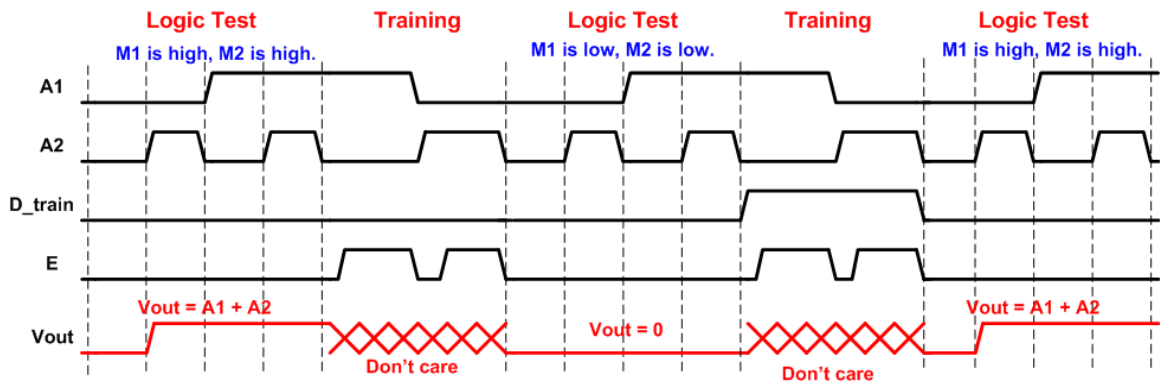 Logic Test Training Logic Test Training Logic Test
M1 is high, M2 is high. M1 is low, M2 is low. M1 is high, M2 is high.
A1
A2
D_train
E
Vout = A1 + A2 Vout = 0 Vout = A1 + A2
Vout
Don't care Don't care